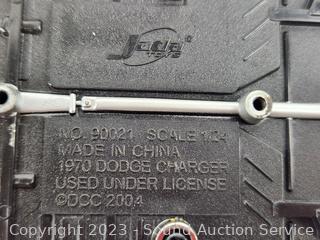 Jada
TOYS
NO. 90021 SCALE 1/24
MADE IN CHINA
1970 DODGE CHARGER
USED UNDER LICENSE
©DCC 2004
Copyright 2023 - Sound Auction Service